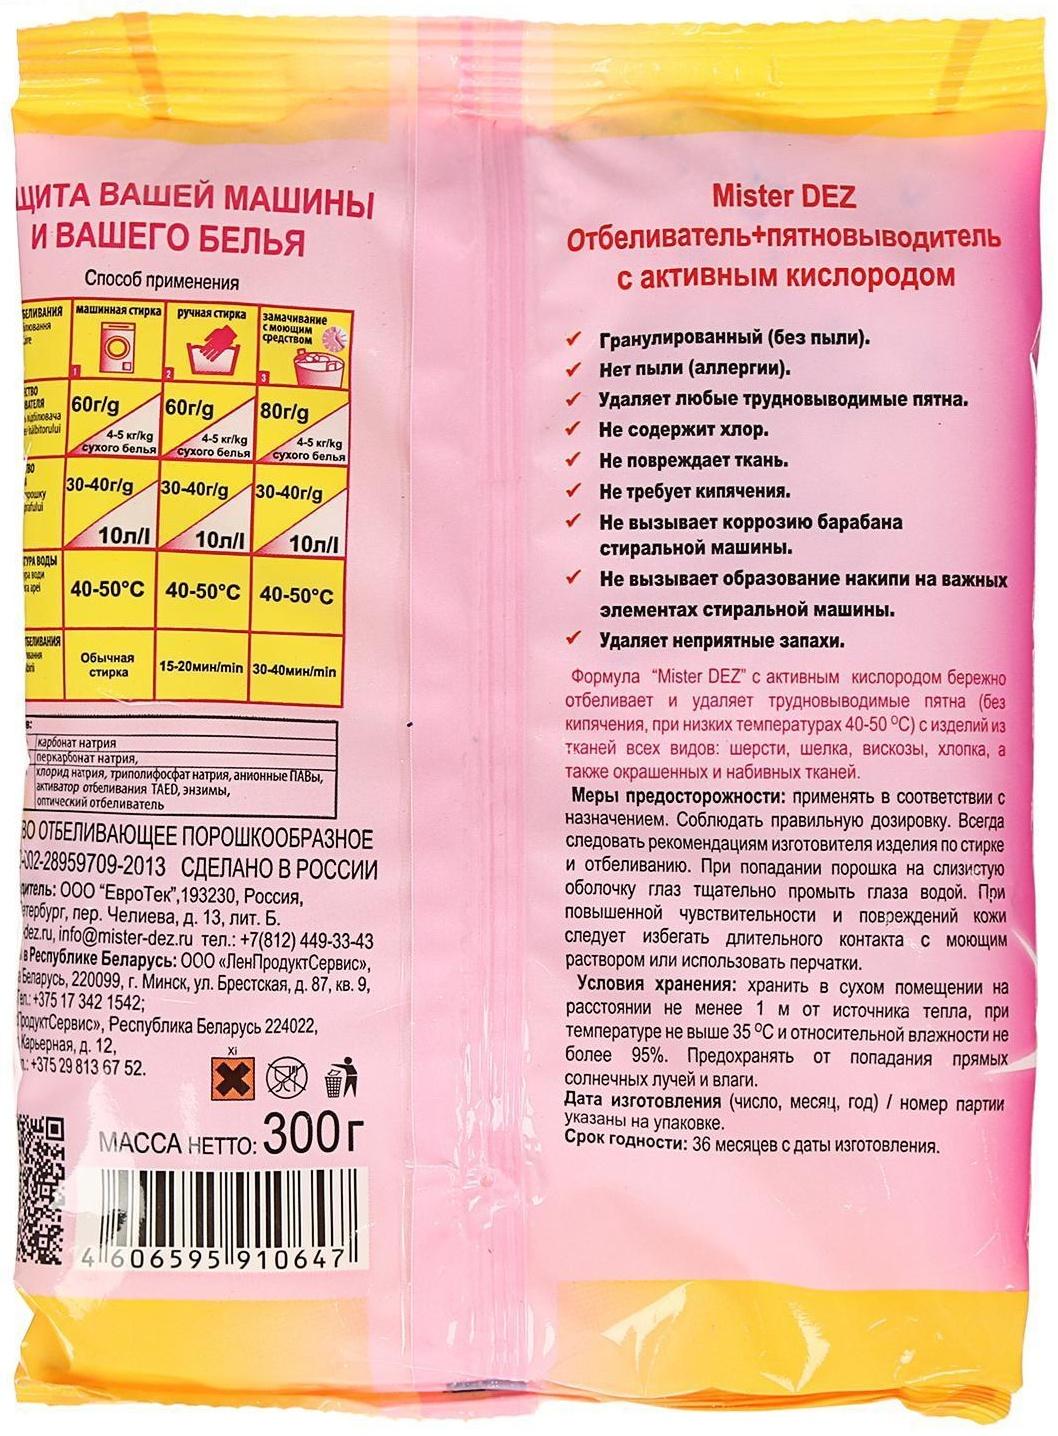 ЩИТА ВАШЕЙ МАШИНЫ
И ВАШЕГО БЕЛЬЯ
Способ применения
машинная стирка
ручная стирка
замачивание
с моющим
средством
1
2
3
60г/g
4-5 кг/kg
сухого белья
60г/g
4-5 кг/kg
сухого белья
80г/g
4-5 кг/kg
сухого белья
30-40г/g
10л/l
30-40г/g
10л/l
30-40г/g
10л/l
ТУРА ВОДЫ
40-50°C
40-50°C
40-50°C
Обычная
стирка
15-20мин/min
30-40мин/min
карбонат натрия
перкарбонат натрия,
хлорид натрия, триполифосфат натрия, анионные ПАВы,
активатор отбеливания TAED, энзимы,
оптический отбеливатель
ВО ОТБЕЛИВАЮЩЕЕ ПОРОШКООБРАЗНОЕ
-002-28959709-2013 СДЕЛАНО В РОССИИ
дитель: ООО “ЕвроТек”,193230, Россия,
етербург, пер. Челиева, д. 13, лит. Б.
dez.ru, info@mister-dez.ru тел.: +7(812) 449-33-43
в Республике Беларусь: ООО «ЛенПродуктСервис»,
Беларусь, 220099, г. Минск, ул. Брестская, д. 87, кв. 9,
Тел.: +375 17 342 1542;
ПродуктСервис», Республика Беларусь 224022,
Карьерная, д. 12,
.: +375 29 813 67 52.
Xi
МАССА НЕТТО: 300 г
4 606595 910647
Mister DEZ
Отбеливатель+пятновыводитель
с активным кислородом
✓ Гранулированный (без пыли).
✓ Нет пыли (аллергии).
✓ Удаляет любые трудновыводимые пятна.
✓ Не содержит хлор.
✓ Не повреждает ткань.
✓ Не требует кипячения.
✓ Не вызывает коррозию барабана
стиральной машины.
✓ Не вызывает образование накипи на важных
элементах стиральной машины.
✓ Удаляет неприятные запахи.
Формула “Mister DEZ” с активным кислородом бережно
отбеливает и удаляет трудновыводимые пятна (без
кипячения, при низких температурах 40-50 °C) с изделий из
тканей всех видов: шерсти, шелка, вискозы, хлопка, а
также окрашенных и набивных тканей.
Меры предосторожности: применять в соответствии с
назначением. Соблюдать правильную дозировку. Всегда
следовать рекомендациям изготовителя изделия по стирке
и отбеливанию. При попадании порошка на слизистую
оболочку глаз тщательно промыть глаза водой. При
повышенной чувствительности и повреждений кожи
следует избегать длительного контакта с моющим
раствором или использовать перчатки.
Условия хранения: хранить в сухом помещении на
расстоянии не менее 1 м от источника тепла, при
температуре не выше 35 °C и относительной влажности не
более 95%. Предохранять от попадания прямых
солнечных лучей и влаги.
Дата изготовления (число, месяц, год) / номер партии
указаны на упаковке.
Срок годности: 36 месяцев с даты изготовления.